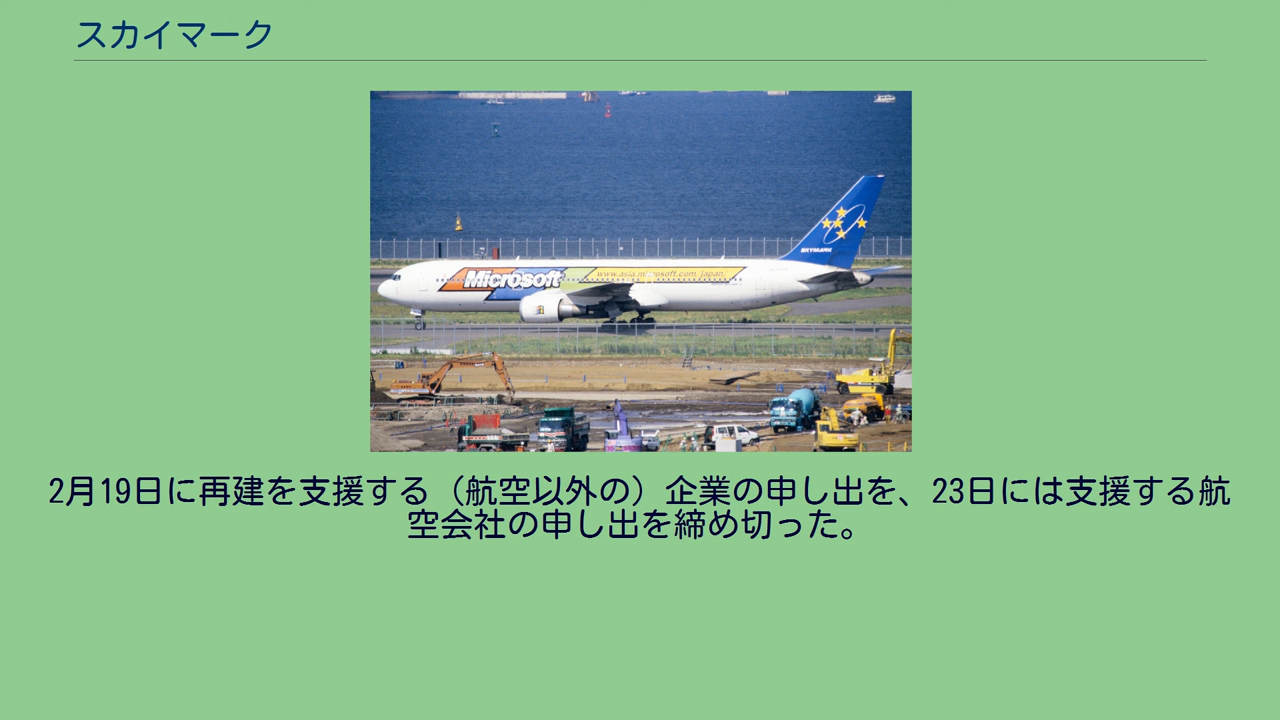 スカイマーク
SKYMARK
Microsoft
www.asia.microsoft.com/japan/
2月19日に再建を支援する（航空以外の）企業の申し出を、23日には支援する航
空会社の申し出を締め切った。